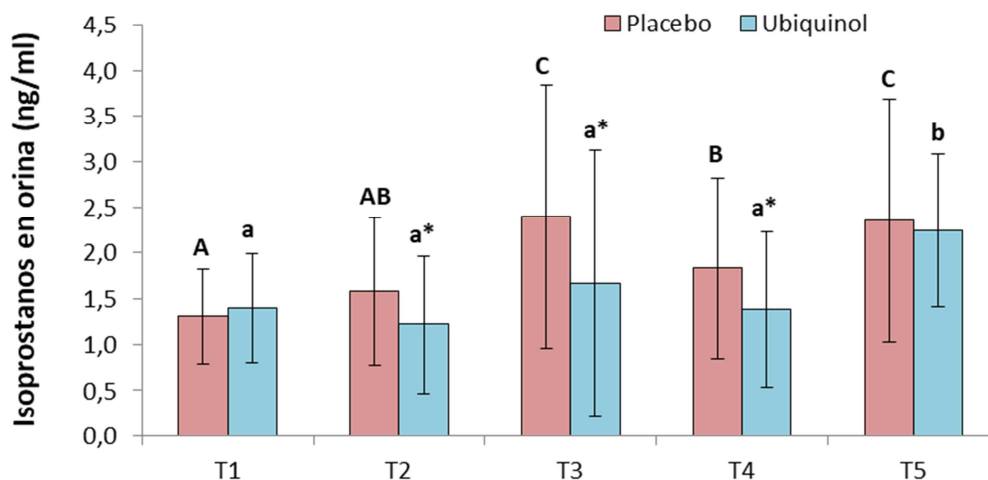 Isoprostanos en orina (ng/ml)
4,5
4,0
3,5
3,0
2,5
2,0
1,5
1,0
0,5
0,0
Placebo Ubiquinol
A a
AB a*
C a*
B a*
C b
T1 T2 T3 T4 T5